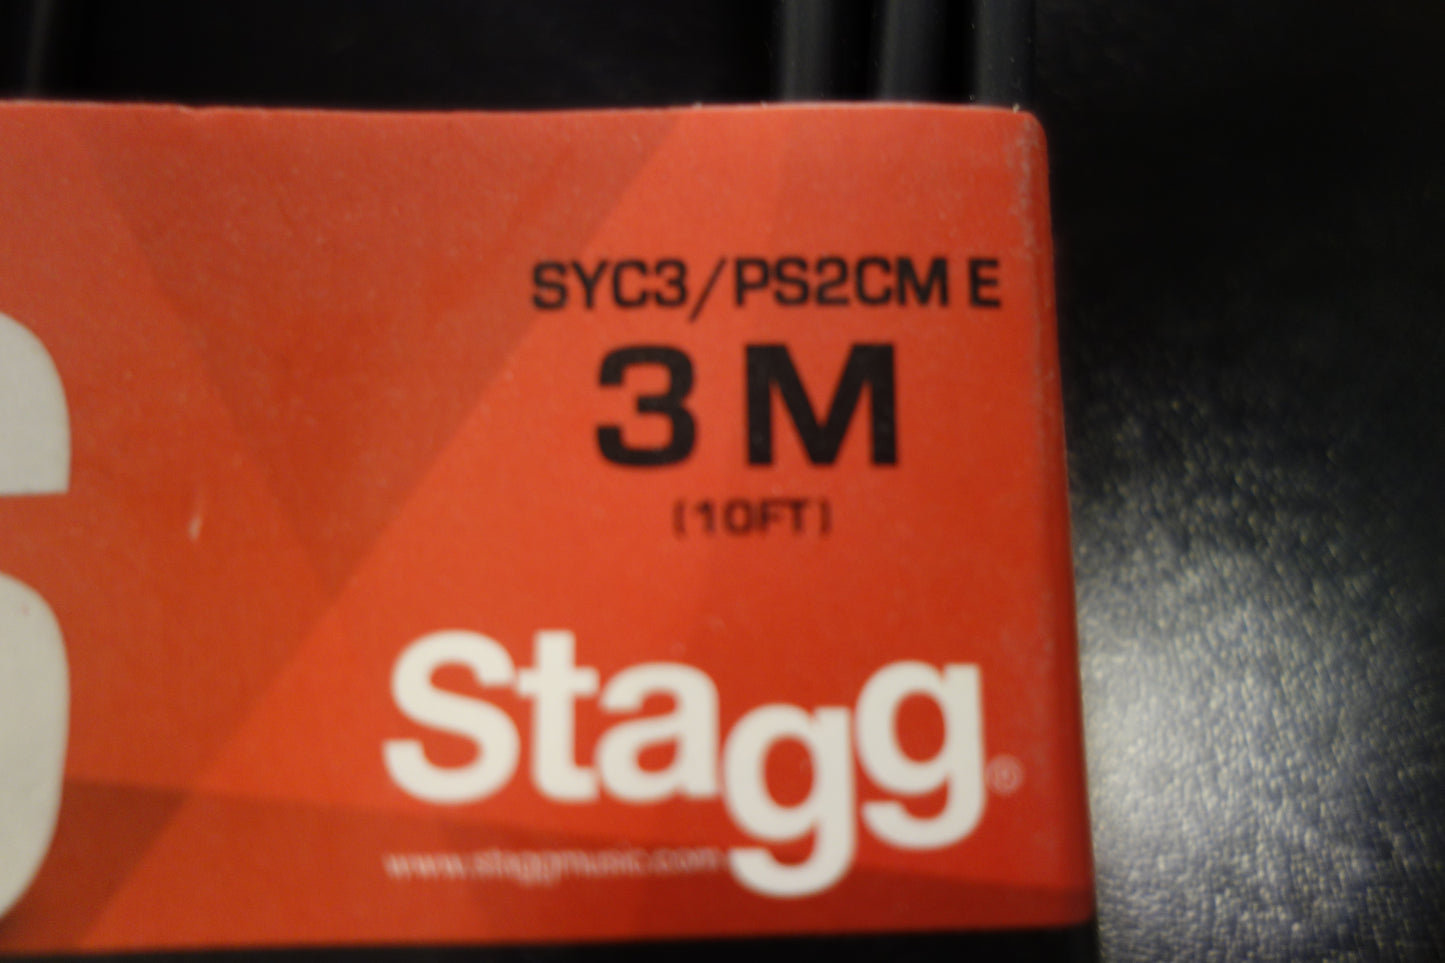 SYC3/PS2CM E
3 M
(10FT)
Stagg®
www.staggmusic.com